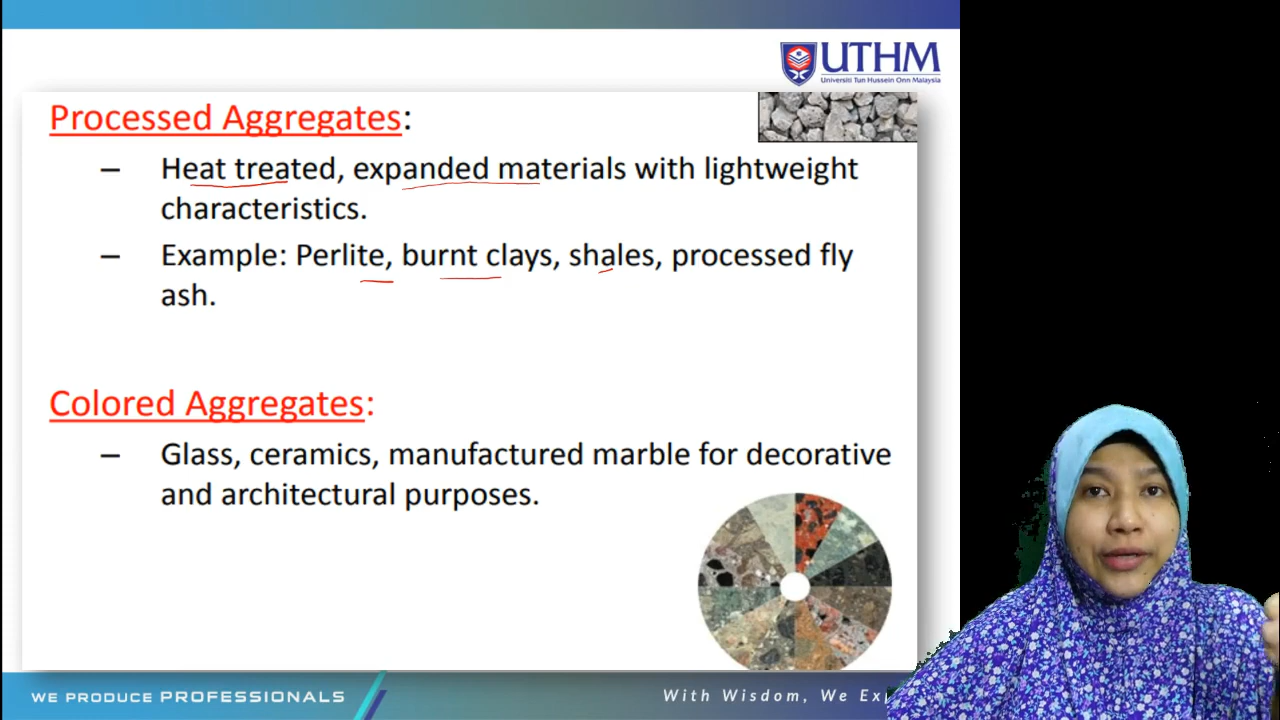 UTHM
Universiti Tun Hussein Onn Malaysia
Processed Aggregates:
– Heat treated, expanded materials with lightweight
characteristics.
– Example: Perlite, burnt clays, shales, processed fly
ash.
Colored Aggregates:
– Glass, ceramics, manufactured marble for decorative
and architectural purposes.
WE PRODUCE PROFESSIONALS
With Wisdom, We Exp